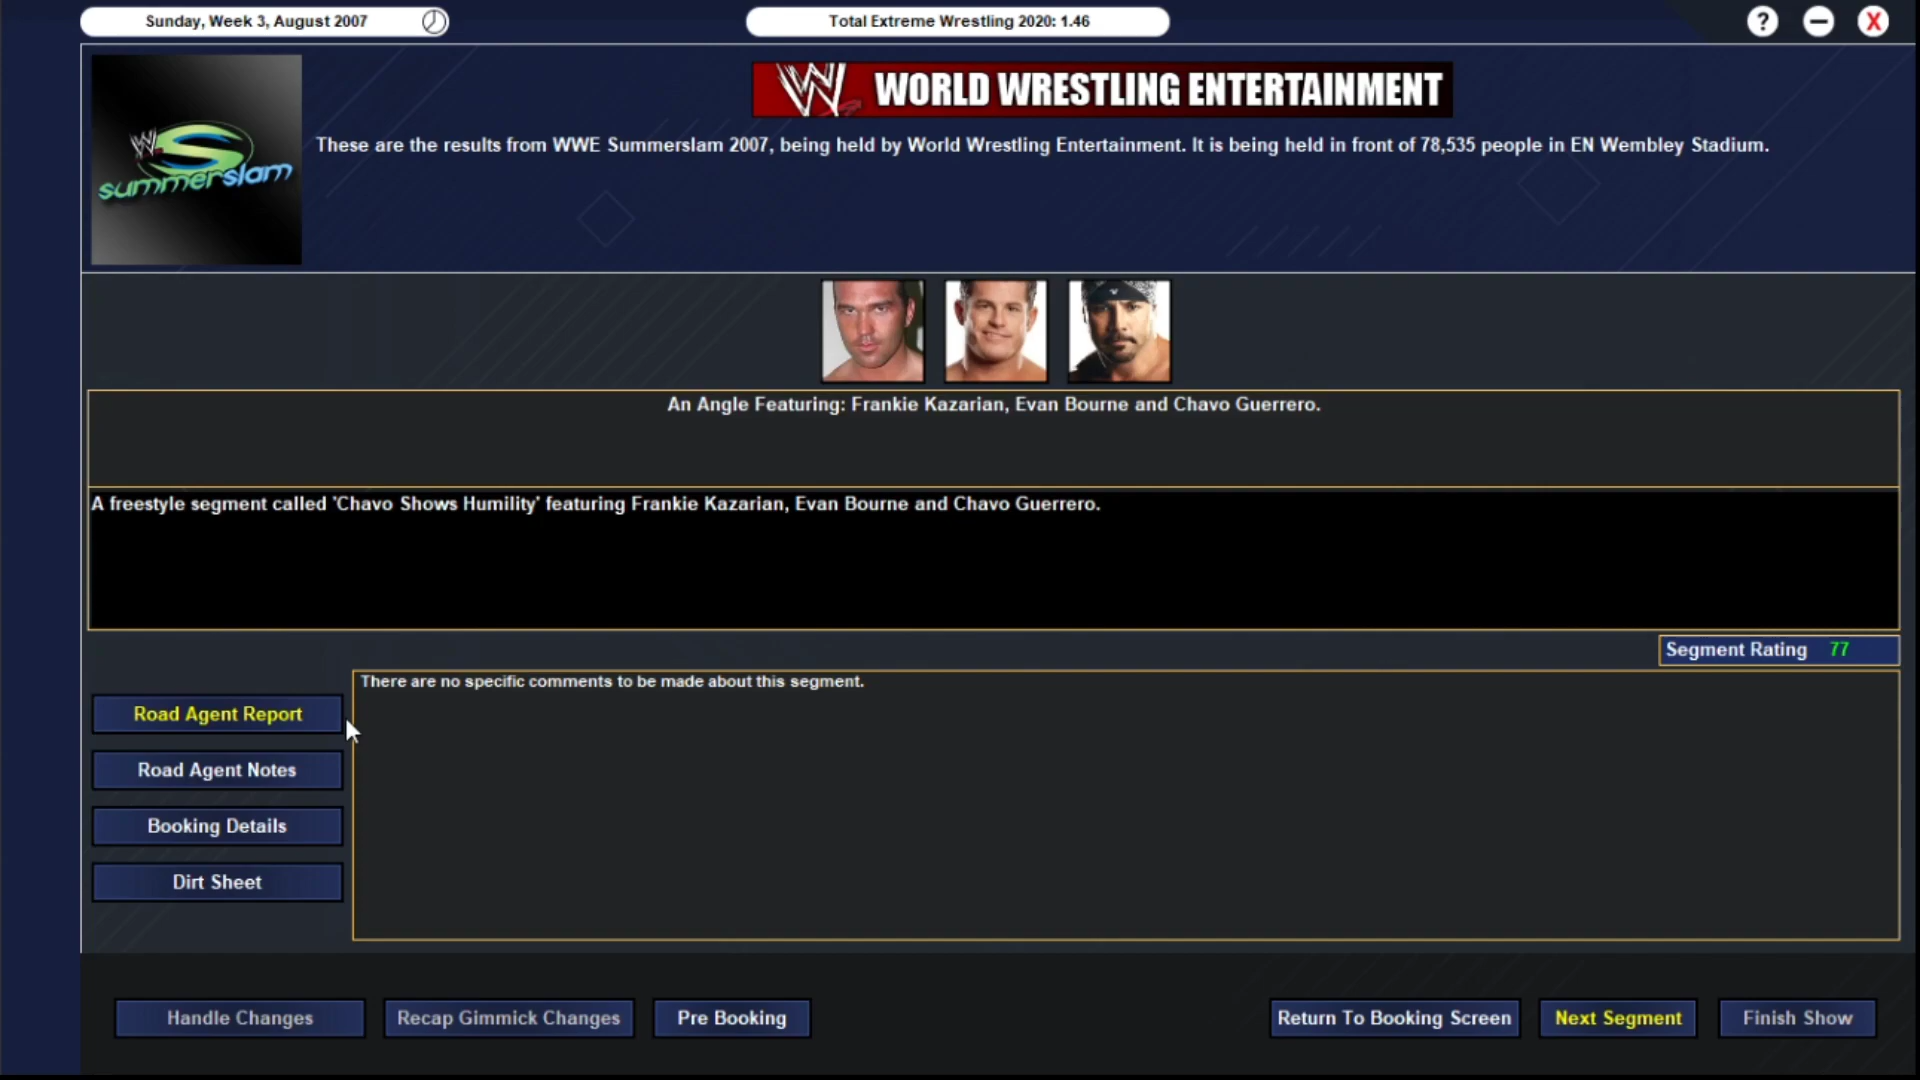 Sunday, Week 3, August 2007
Total Extreme Wrestling 2020: 1.46
?
X
W
WORLD WRESTLING ENTERTAINMENT
W
summerslam
These are the results from WWE Summerslam 2007, being held by World Wrestling Entertainment. It is being held in front of 78,535 people in EN Wembley Stadium.
An Angle Featuring: Frankie Kazarian, Evan Bourne and Chavo Guerrero.
A freestyle segment called 'Chavo Shows Humility' featuring Frankie Kazarian, Evan Bourne and Chavo Guerrero.
Segment Rating 77
There are no specific comments to be made about this segment.
Road Agent Report
Road Agent Notes
Booking Details
Dirt Sheet
Handle Changes
Recap Gimmick Changes
Pre Booking
Return To Booking Screen
Next Segment
Finish Show